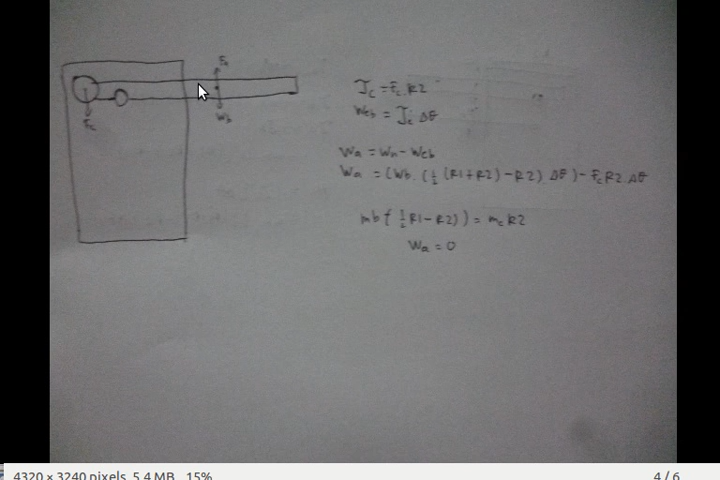 Fc
Wb
τc = Fc . R2
Wcb = τc Δθ
Wa = Wn - Wcb
Wa = (Wb . (½ (R1+R2) - R2) . Δθ ) - Fc R2 . Δθ
mb ( ½ R1 - R2) ) = mc R2
Wa = 0
4320 × 3240 pixels 5.4 MB 15%
4 / 6